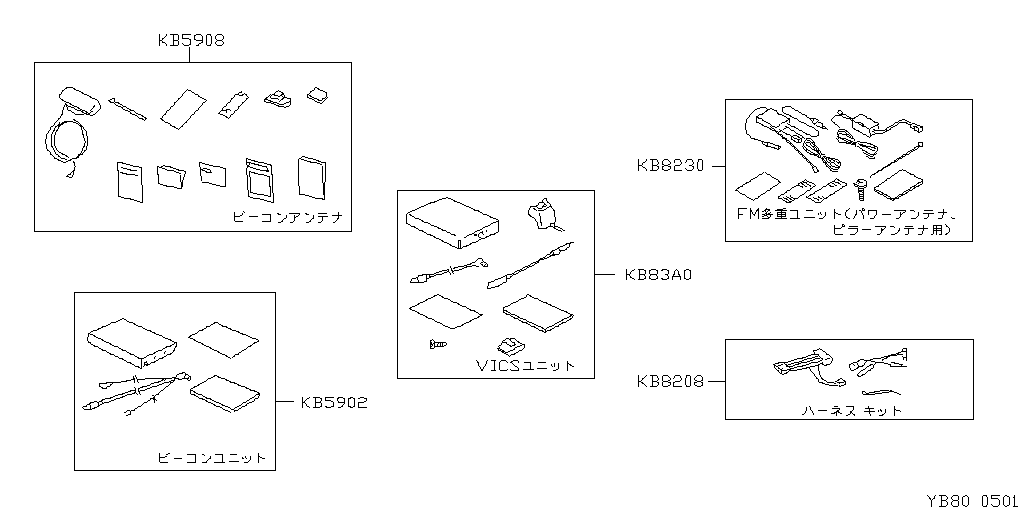 KB5908
ビーコンアンテナ
KB8230
FM多重ユニット(パワーアンテナ、
ピラーアンテナ用)
KB83A0
VICSユニット
KB5902
ビーコンユニット
KB8208
ハーネス キット
YB80 0501